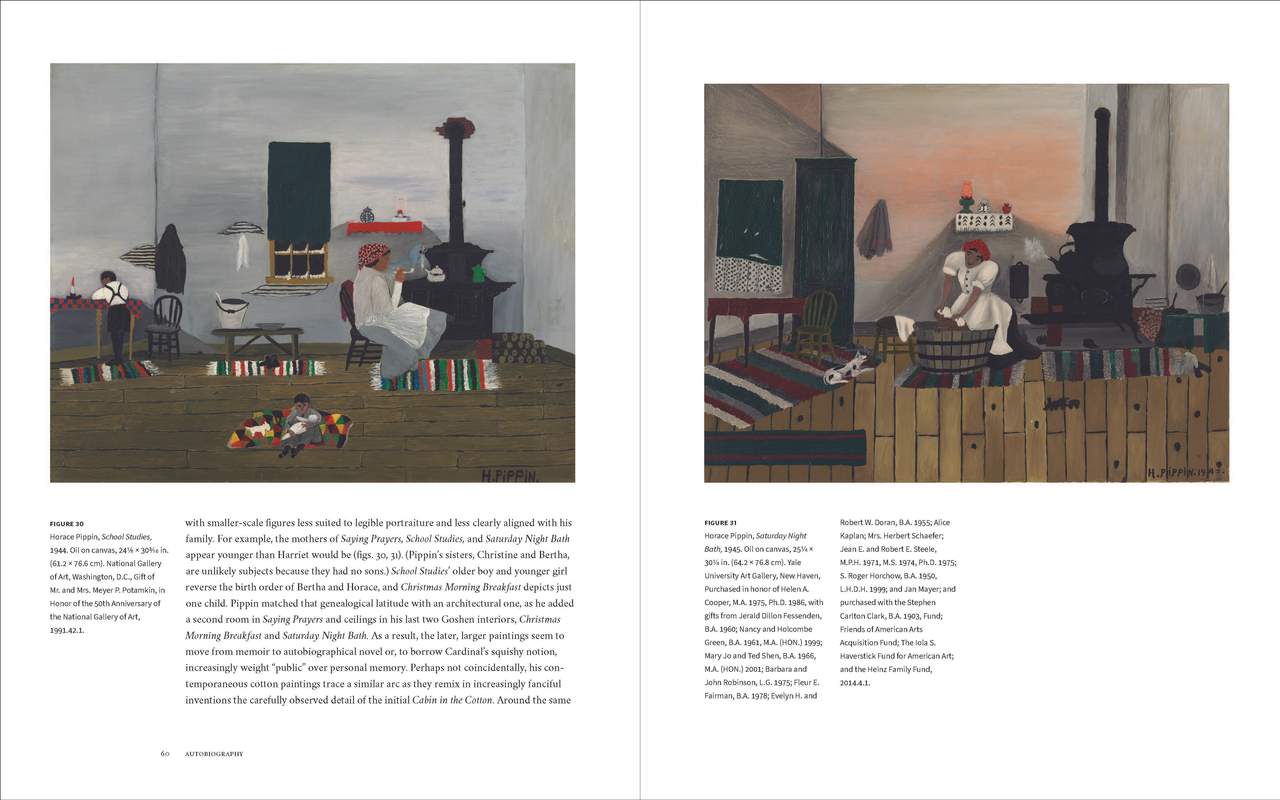 H. PiPPiN.
FIGURE 30
Horace Pippin, School Studies,
1944. Oil on canvas, 24⅛ × 30³⁄₁₆ in.
(61.2 × 76.6 cm). National Gallery
of Art, Washington, D.C., Gift of
Mr. and Mrs. Meyer P. Potamkin, in
Honor of the 50th Anniversary of
the National Gallery of Art,
1991.42.1.
with smaller-scale figures less suited to legible portraiture and less clearly aligned with his
family. For example, the mothers of Saying Prayers, School Studies, and Saturday Night Bath
appear younger than Harriet would be (figs. 30, 31). (Pippin's sisters, Christine and Bertha,
are unlikely subjects because they had no sons.) School Studies' older boy and younger girl
reverse the birth order of Bertha and Horace, and Christmas Morning Breakfast depicts just
one child. Pippin matched that genealogical latitude with an architectural one, as he added
a second room in Saying Prayers and ceilings in his last two Goshen interiors, Christmas
Morning Breakfast and Saturday Night Bath. As a result, the later, larger paintings seem to
move from memoir to autobiographical novel or, to borrow Cardinal's squishy notion,
increasingly weight “public” over personal memory. Perhaps not coincidentally, his con-
temporaneous cotton paintings trace a similar arc as they remix in increasingly fanciful
inventions the carefully observed detail of the initial Cabin in the Cotton. Around the same
60 AUTOBIOGRAPHY
H. PiPPiN.
FIGURE 31
Horace Pippin, Saturday Night
Bath, 1945. Oil on canvas, 25¼ ×
30¼ in. (64.2 × 76.8 cm). Yale
University Art Gallery, New Haven,
Purchased in honor of Helen A.
Cooper, M.A. 1975, Ph.D. 1986, with
gifts from Jerald Dillon Fessenden,
B.A. 1960; Nancy and Holcombe
Green, B.A. 1961, M.A. (HON.) 1999;
Mary Jo and Ted Shen, B.A. 1966,
M.A. (HON.) 2001; Barbara and
John Robinson, L.G. 1975; Fleur E.
Fairman, B.A. 1978; Evelyn H. and
Robert W. Doran, B.A. 1955; Alice
Kaplan; Mrs. Herbert Schaefer;
Jean E. and Robert E. Steele,
M.P.H. 1971, M.S. 1974, Ph.D. 1975;
S. Roger Horchow, B.A. 1950,
L.H.D.H. 1999; and Jan Mayer; and
purchased with the Stephen
Carlton Clark, B.A. 1903, Fund;
Friends of American Arts
Acquisition Fund; The Iola S.
Haverstick Fund for American Art;
and the Heinz Family Fund,
2014.4.1.